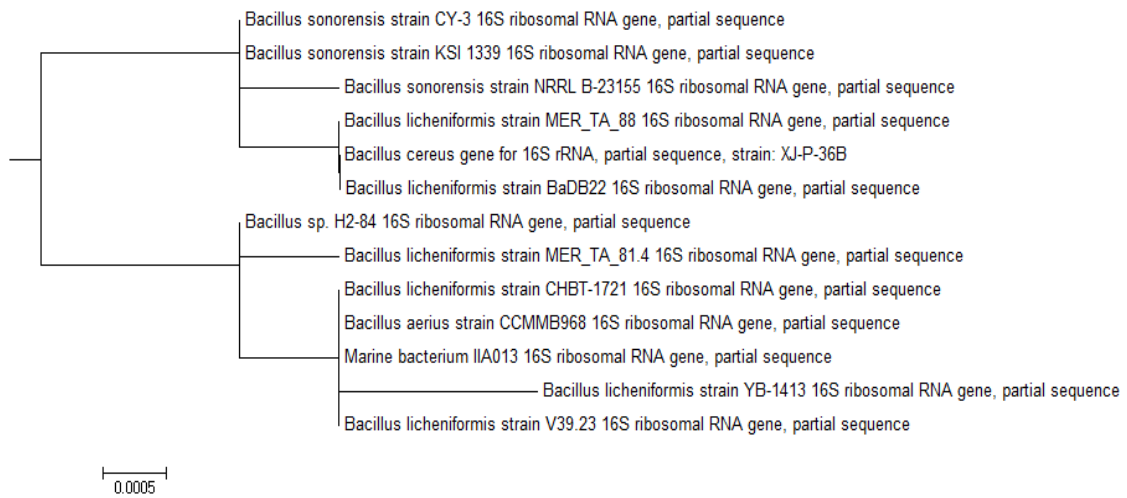 Bacillus sonorensis strain CY-3 16S ribosomal RNA gene, partial sequence
Bacillus sonorensis strain KSI 1339 16S ribosomal RNA gene, partial sequence
Bacillus sonorensis strain NRRL B-23155 16S ribosomal RNA gene, partial sequence
Bacillus licheniformis strain MER_TA_88 16S ribosomal RNA gene, partial sequence
Bacillus cereus gene for 16S rRNA, partial sequence, strain: XJ-P-36B
Bacillus licheniformis strain BaDB22 16S ribosomal RNA gene, partial sequence
Bacillus sp. H2-84 16S ribosomal RNA gene, partial sequence
Bacillus licheniformis strain MER_TA_81.4 16S ribosomal RNA gene, partial sequence
Bacillus licheniformis strain CHBT-1721 16S ribosomal RNA gene, partial sequence
Bacillus aerius strain CCMMB968 16S ribosomal RNA gene, partial sequence
Marine bacterium IIA013 16S ribosomal RNA gene, partial sequence
Bacillus licheniformis strain YB-1413 16S ribosomal RNA gene, partial sequence
Bacillus licheniformis strain V39.23 16S ribosomal RNA gene, partial sequence
0.0005